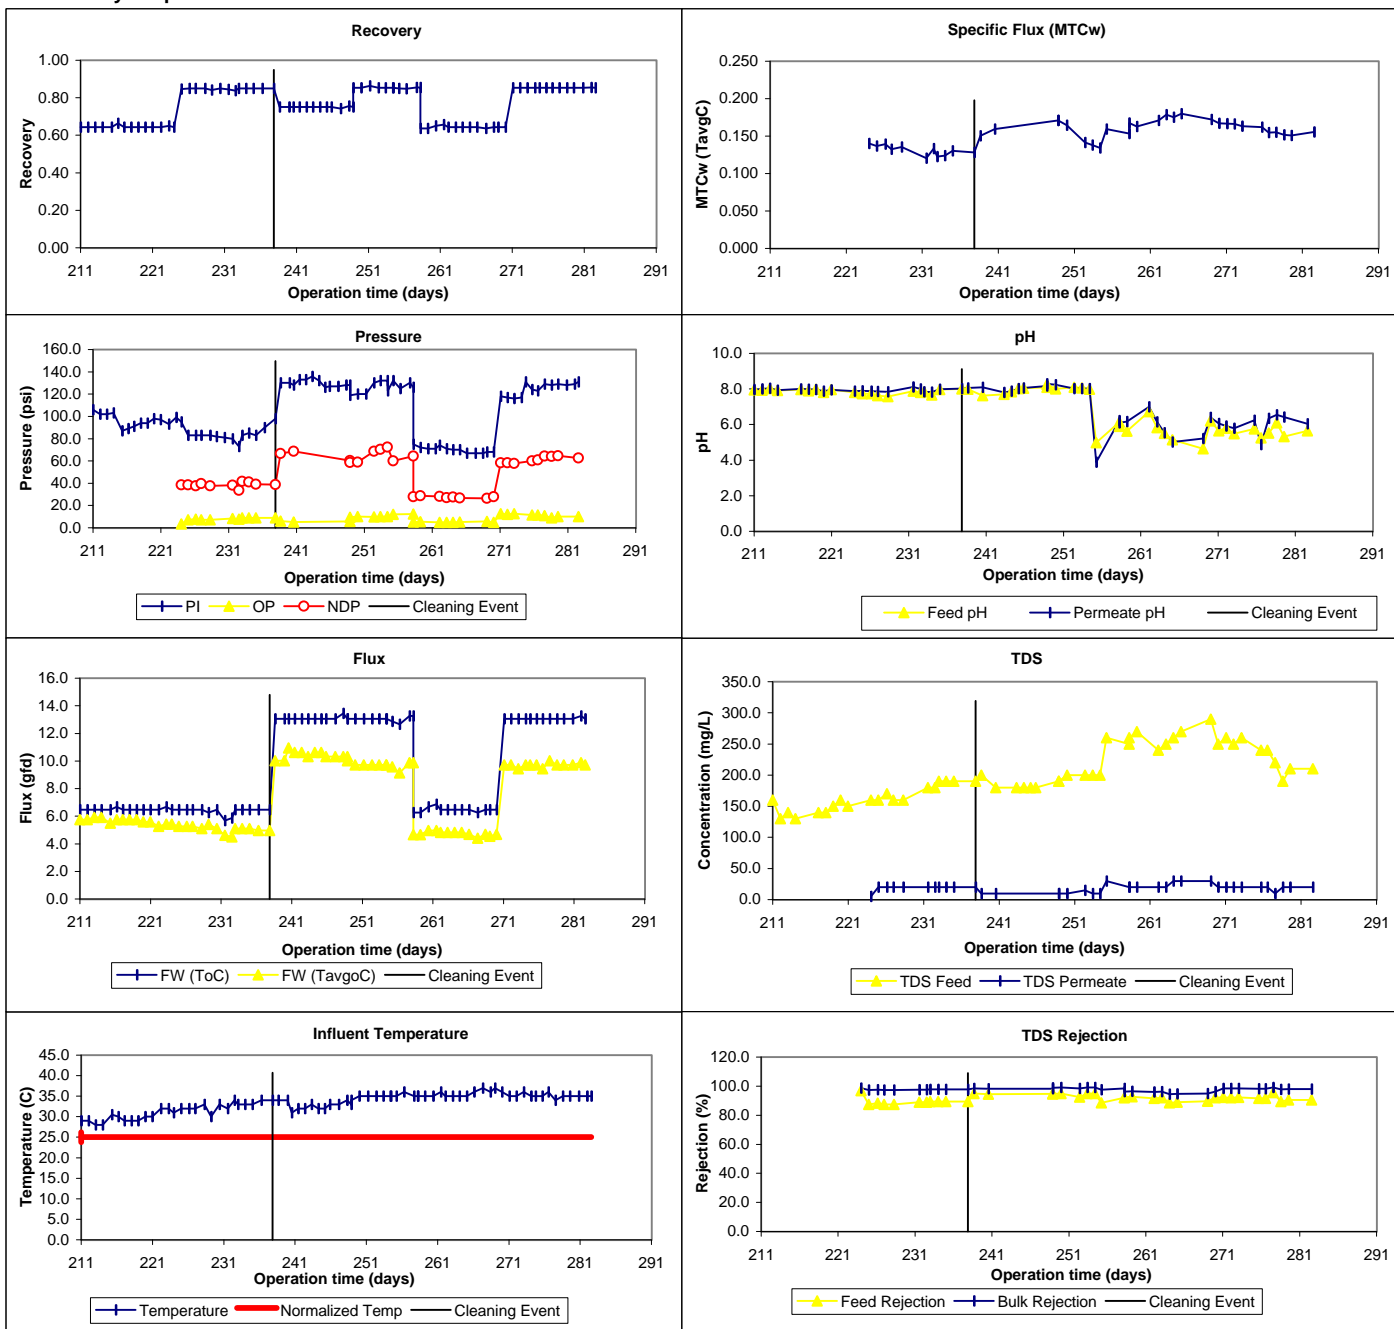 Recovery
1.00
0.80
0.60
0.40
0.20
0.00
Recovery
211 221 231 241 251 261 271 281 291
Operation time (days)
Specific Flux (MTCw)
0.250
0.200
0.150
0.100
0.050
0.000
MTCw (TavgC)
211 221 231 241 251 261 271 281 291
Operation time (days)
Pressure
160.0
140.0
120.0
100.0
80.0
60.0
40.0
20.0
0.0
Pressure (psi)
211 221 231 241 251 261 271 281 291
Operation time (days)
PI OP NDP Cleaning Event
pH
10.0
8.0
6.0
4.0
2.0
0.0
pH
211 221 231 241 251 261 271 281 291
Operation time (days)
Feed pH Permeate pH Cleaning Event
Flux
16.0
14.0
12.0
10.0
8.0
6.0
4.0
2.0
0.0
Flux (gfd)
211 221 231 241 251 261 271 281 291
Operation time (days)
FW (ToC) FW (TavgoC) Cleaning Event
TDS
350.0
300.0
250.0
200.0
150.0
100.0
50.0
0.0
Concentration (mg/L)
211 221 231 241 251 261 271 281 291
Operation time (days)
TDS Feed TDS Permeate Cleaning Event
Influent Temperature
45.0
40.0
35.0
30.0
25.0
20.0
15.0
10.0
5.0
0.0
Temperature (C)
211 221 231 241 251 261 271 281 291
Operation time (days)
Temperature Normalized Temp Cleaning Event
TDS Rejection
120.0
100.0
80.0
60.0
40.0
20.0
0.0
Rejection (%)
211 221 231 241 251 261 271 281 291
Operation time (days)
Feed Rejection Bulk Rejection Cleaning Event